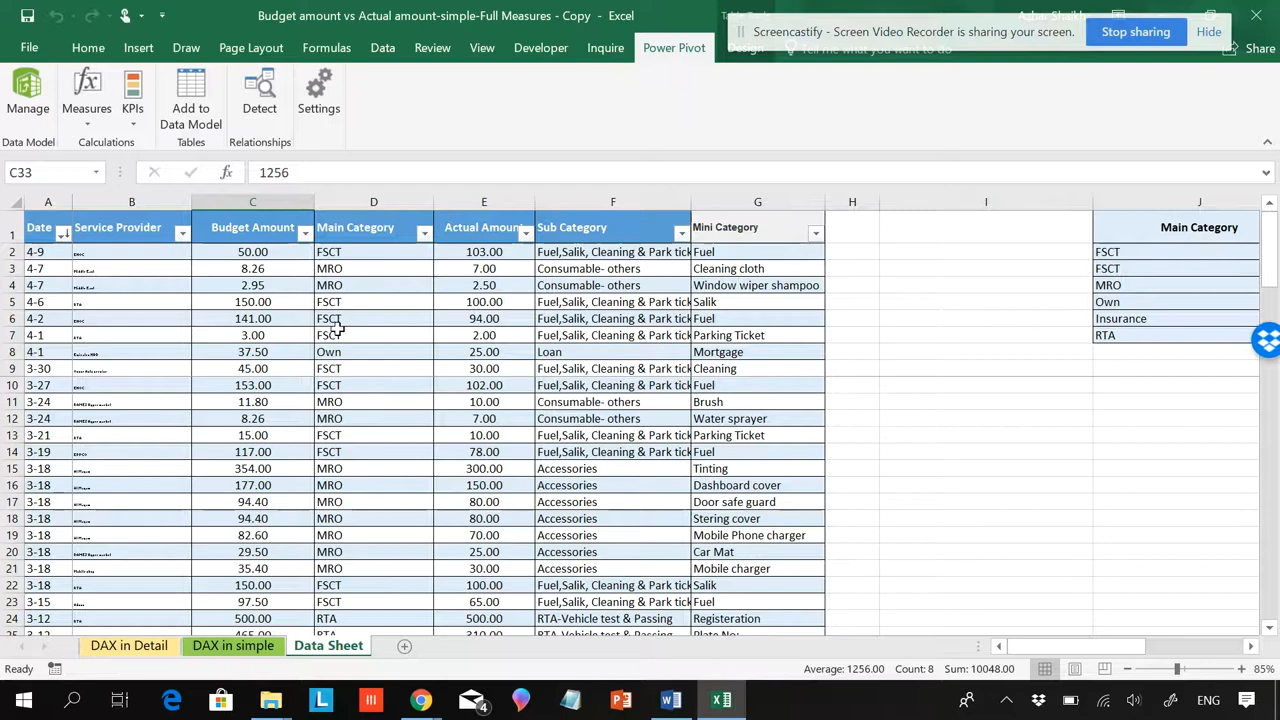 Budget amount vs Actual amount-simple-Full Measures - Copy - Excel
Screencastify - Screen Video Recorder is sharing your screen. Stop sharing Hide
File Home Insert Draw Page Layout Formulas Data Review View Developer Inquire Power Pivot Design Tell me what you want to do Share
Manage Measures KPIs Add to Data Model Detect Settings
Data Model Calculations Tables Relationships
C33 fx 1256
A B C D E F G H I J
1 Date Service Provider Budget Amount Main Category Actual Amount Sub Category Mini Category Main Category
2 4-9 50.00 FSCT 103.00 Fuel,Salik, Cleaning & Park tick Fuel FSCT
3 4-7 8.26 MRO 7.00 Consumable- others Cleaning cloth FSCT
4 4-7 2.95 MRO 2.50 Consumable- others Window wiper shampoo MRO
5 4-6 150.00 FSCT 100.00 Fuel,Salik, Cleaning & Park tick Salik Own
6 4-2 141.00 FSCT 94.00 Fuel,Salik, Cleaning & Park tick Fuel Insurance
7 4-1 3.00 FSCT 2.00 Fuel,Salik, Cleaning & Park tick Parking Ticket RTA
8 4-1 37.50 Own 25.00 Loan Mortgage
9 3-30 45.00 FSCT 30.00 Fuel,Salik, Cleaning & Park tick Cleaning
10 3-27 153.00 FSCT 102.00 Fuel,Salik, Cleaning & Park tick Fuel
11 3-24 11.80 MRO 10.00 Consumable- others Brush
12 3-24 8.26 MRO 7.00 Consumable- others Water sprayer
13 3-21 15.00 FSCT 10.00 Fuel,Salik, Cleaning & Park tick Parking Ticket
14 3-19 117.00 FSCT 78.00 Fuel,Salik, Cleaning & Park tick Fuel
15 3-18 354.00 MRO 300.00 Accessories Tinting
16 3-18 177.00 MRO 150.00 Accessories Dashboard cover
17 3-18 94.40 MRO 80.00 Accessories Door safe guard
18 3-18 94.40 MRO 80.00 Accessories Stering cover
19 3-18 82.60 MRO 70.00 Accessories Mobile Phone charger
20 3-18 29.50 MRO 25.00 Accessories Car Mat
21 3-18 35.40 MRO 30.00 Accessories Mobile charger
22 3-18 150.00 FSCT 100.00 Fuel,Salik, Cleaning & Park tick Salik
23 3-15 97.50 FSCT 65.00 Fuel,Salik, Cleaning & Park tick Fuel
24 3-12 500.00 RTA 500.00 RTA-Vehicle test & Passing Registeration
DAX in Detail DAX in simple Data Sheet
Ready Average: 1256.00 Count: 8 Sum: 10048.00 85%
4 ENG